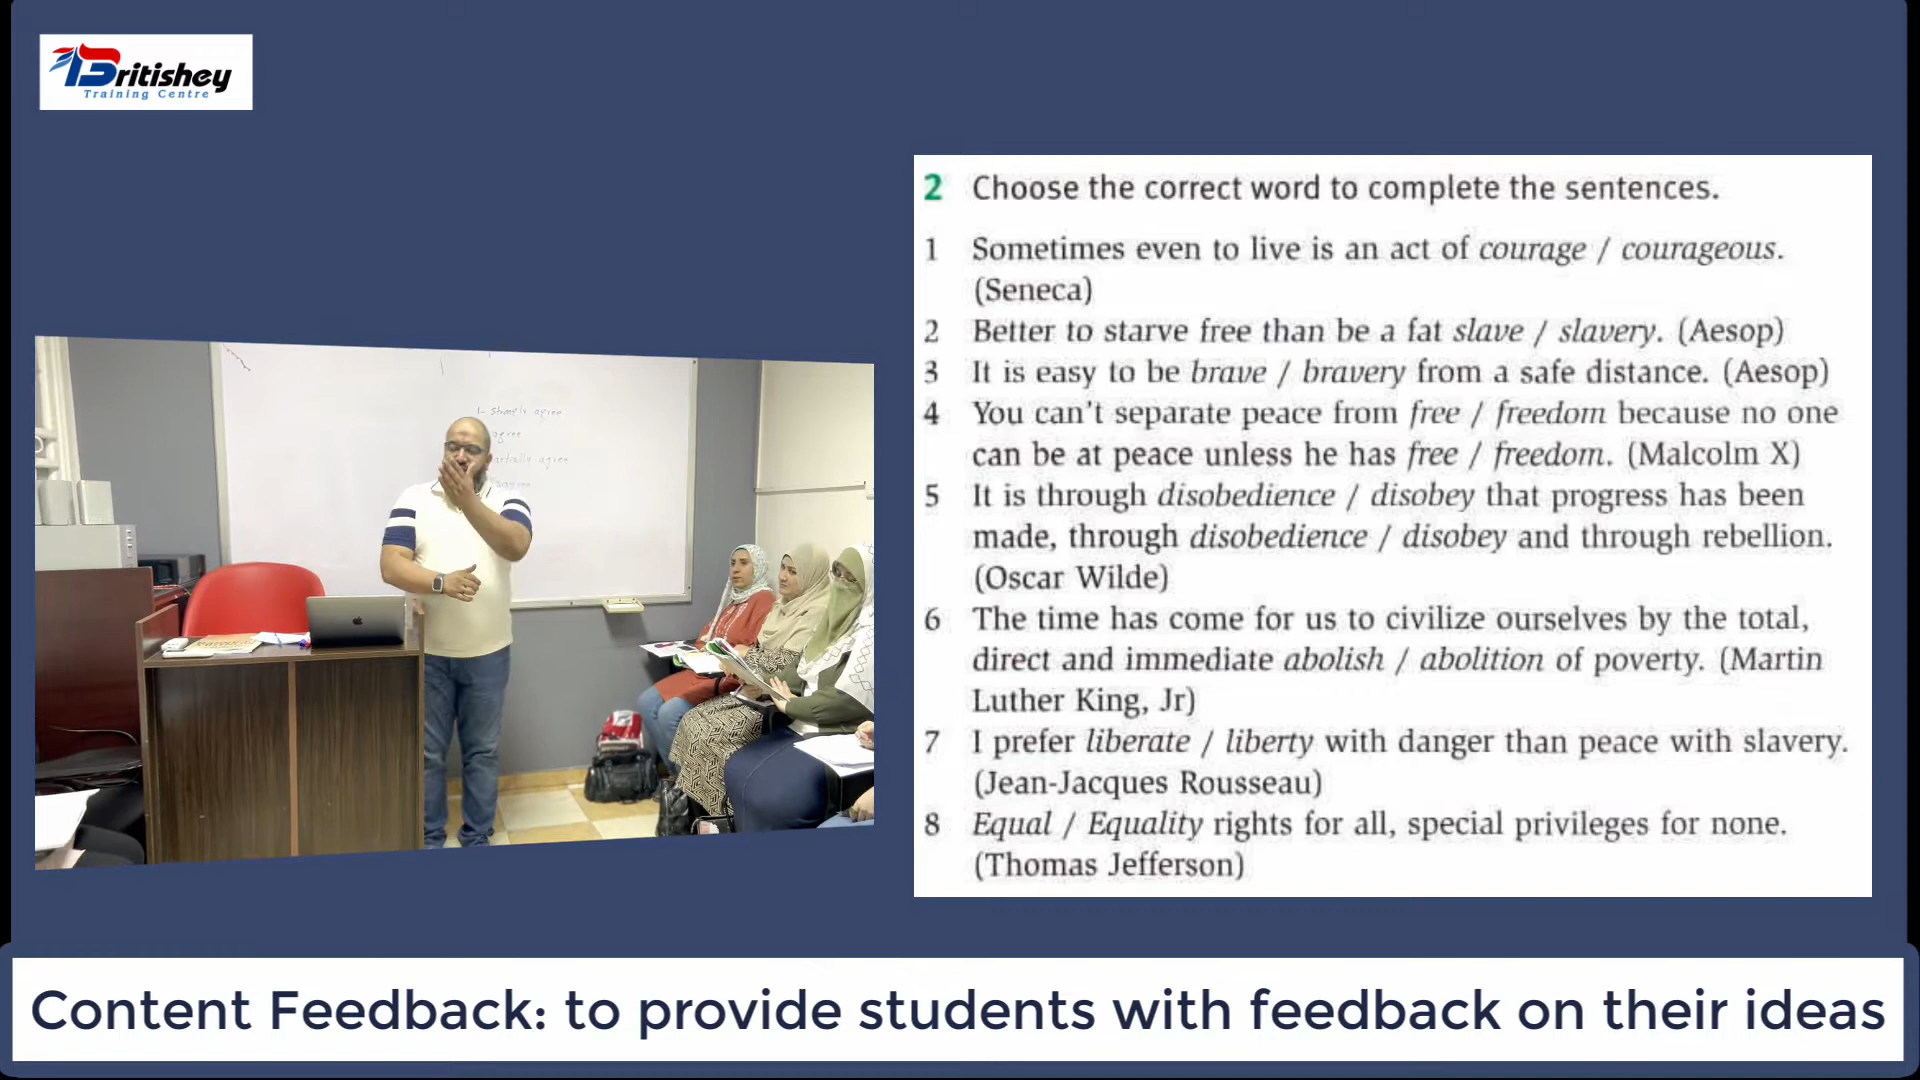 Britishey
Training Centre
2 Choose the correct word to complete the sentences.
1 Sometimes even to live is an act of courage / courageous.
(Seneca)
2 Better to starve free than be a fat slave / slavery. (Aesop)
3 It is easy to be brave / bravery from a safe distance. (Aesop)
4 You can't separate peace from free / freedom because no one
can be at peace unless he has free / freedom. (Malcolm X)
5 It is through disobedience / disobey that progress has been
made, through disobedience / disobey and through rebellion.
(Oscar Wilde)
6 The time has come for us to civilize ourselves by the total,
direct and immediate abolish / abolition of poverty. (Martin
Luther King, Jr)
7 I prefer liberate / liberty with danger than peace with slavery.
(Jean-Jacques Rousseau)
8 Equal / Equality rights for all, special privileges for none.
(Thomas Jefferson)
agree
agree
agree
Content Feedback: to provide students with feedback on their ideas